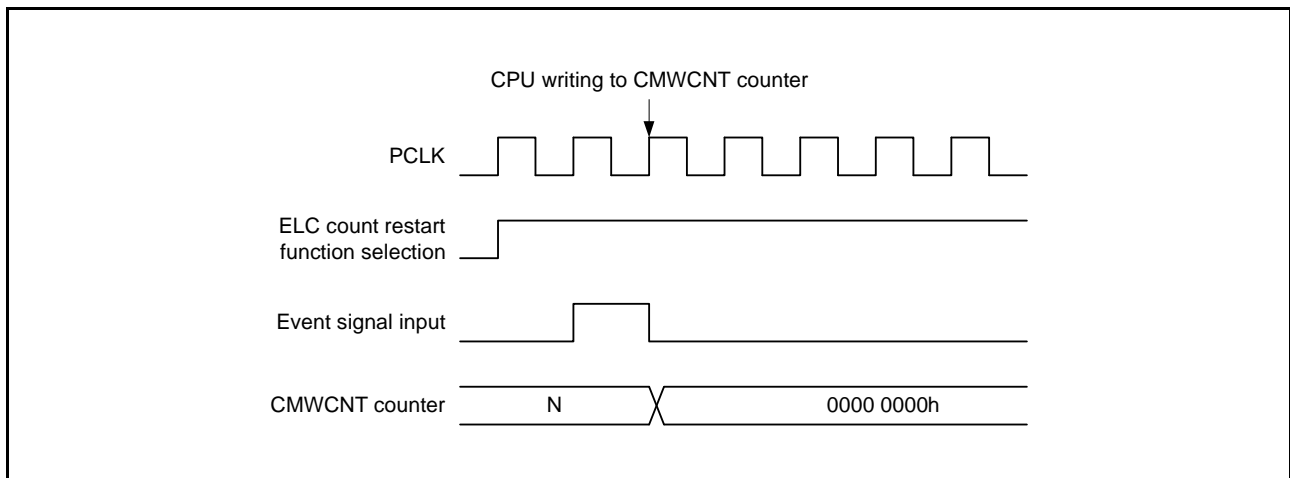 CPU writing to CMWCNT counter
PCLK
ELC count restart
function selection
Event signal input
CMWCNT counter
N
0000 0000h